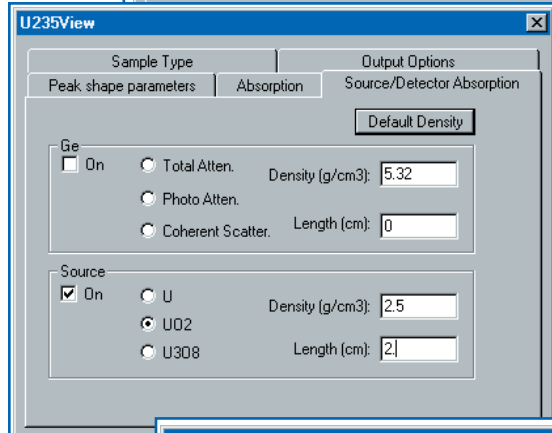 U235View
Sample Type Output Options
Peak shape parameters Absorption Source/Detector Absorption
Default Density
Ge
On Total Atten. Density (g/cm3): 5.32
Photo Atten.
Coherent Scatter. Length (cm): 0
Source
On U Density (g/cm3): 2.5
UO2
U3O8 Length (cm): 2.